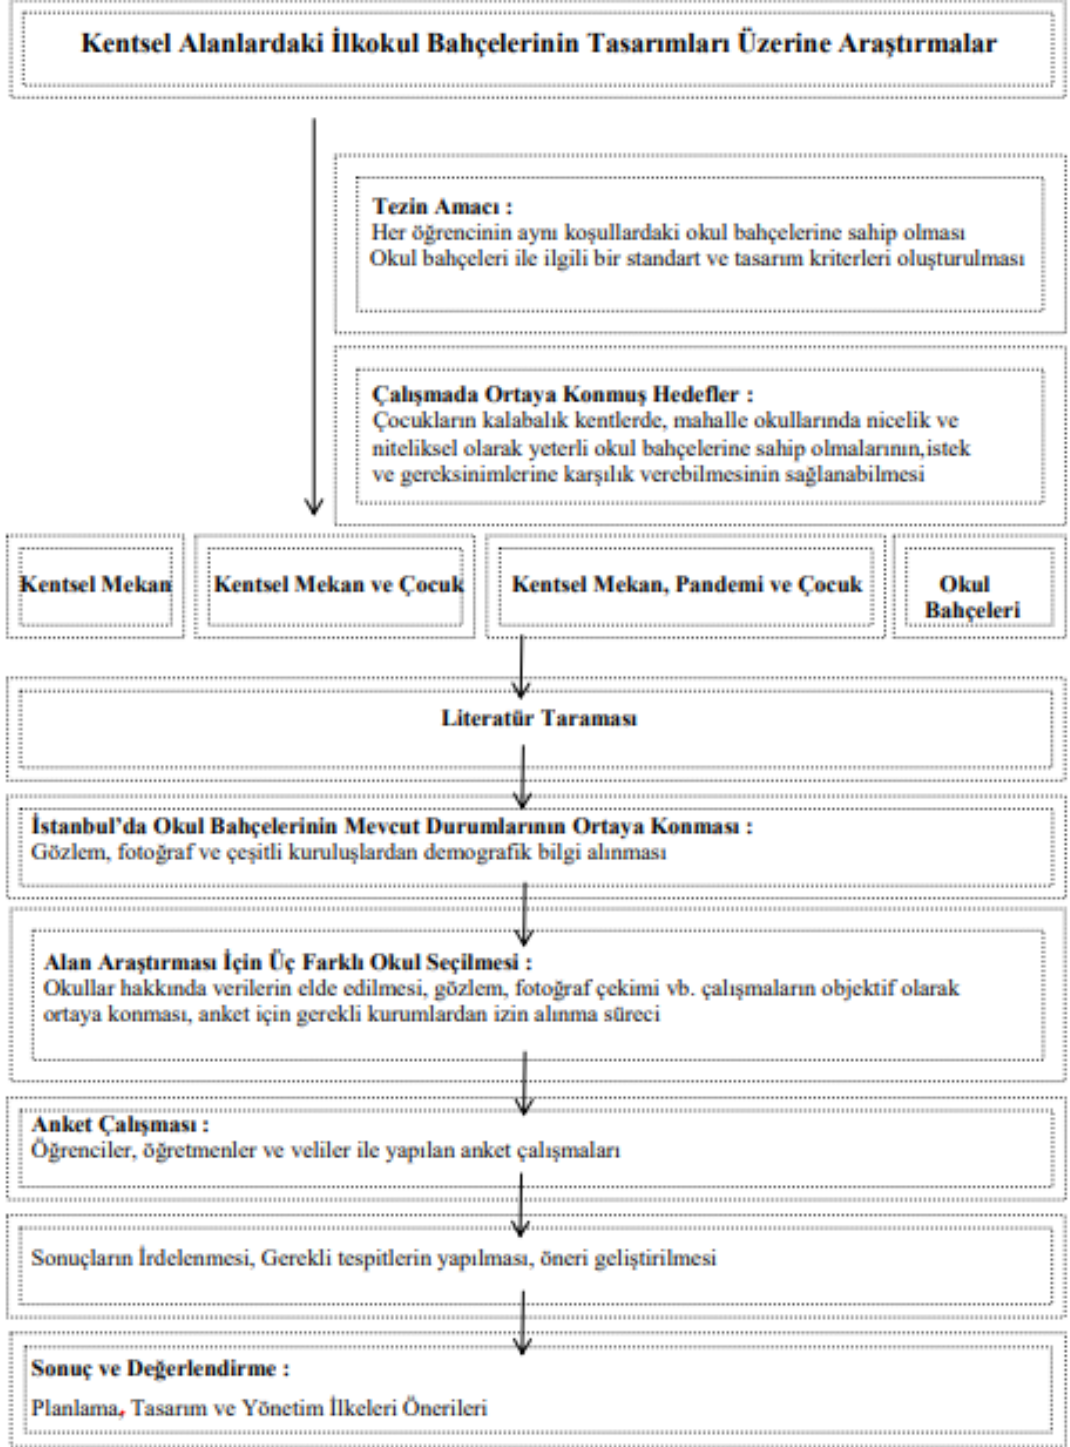 Kentsel Alanlardaki İlkokul Bahçelerinin Tasarımları Üzerine Araştırmalar
Tezin Amacı :
Her öğrencinin aynı koşullardaki okul bahçelerine sahip olması
Okul bahçeleri ile ilgili bir standart ve tasarım kriterleri oluşturulması
Çalışmada Ortaya Konmuş Hedefler :
Çocukların kalabalık kentlerde, mahalle okullarında nicelik ve
niteliksel olarak yeterli okul bahçelerine sahip olmalarının,istek
ve gereksinimlerine karşılık verebilmesinin sağlanabilmesi
Kentsel Mekan
Kentsel Mekan ve Çocuk
Kentsel Mekan, Pandemi ve Çocuk
Okul
Bahçeleri
Literatür Taraması
İstanbul’da Okul Bahçelerinin Mevcut Durumlarının Ortaya Konması :
Gözlem, fotoğraf ve çeşitli kuruluşlardan demografik bilgi alınması
Alan Araştırması İçin Üç Farklı Okul Seçilmesi :
Okullar hakkında verilerin elde edilmesi, gözlem, fotoğraf çekimi vb. çalışmaların objektif olarak
ortaya konması, anket için gerekli kurumlardan izin alınma süreci
Anket Çalışması :
Öğrenciler, öğretmenler ve veliler ile yapılan anket çalışmaları
Sonuçların İrdelenmesi, Gerekli tespitlerin yapılması, öneri geliştirilmesi
Sonuç ve Değerlendirme :
Planlama, Tasarım ve Yönetim İlkeleri Önerileri